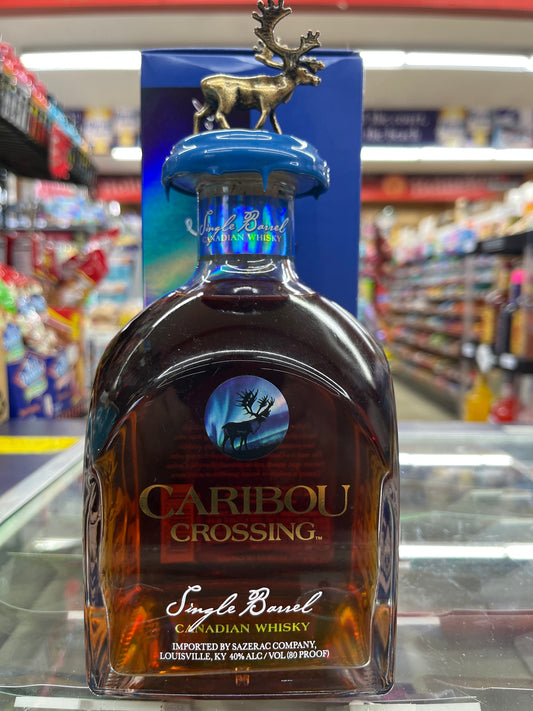 Single Barrel
CANADIAN WHISKY
CARIBOU
CROSSING™
Single Barrel
CANADIAN WHISKY
IMPORTED BY SAZERAC COMPANY,
LOUISVILLE, KY 40% ALC / VOL (80 PROOF)